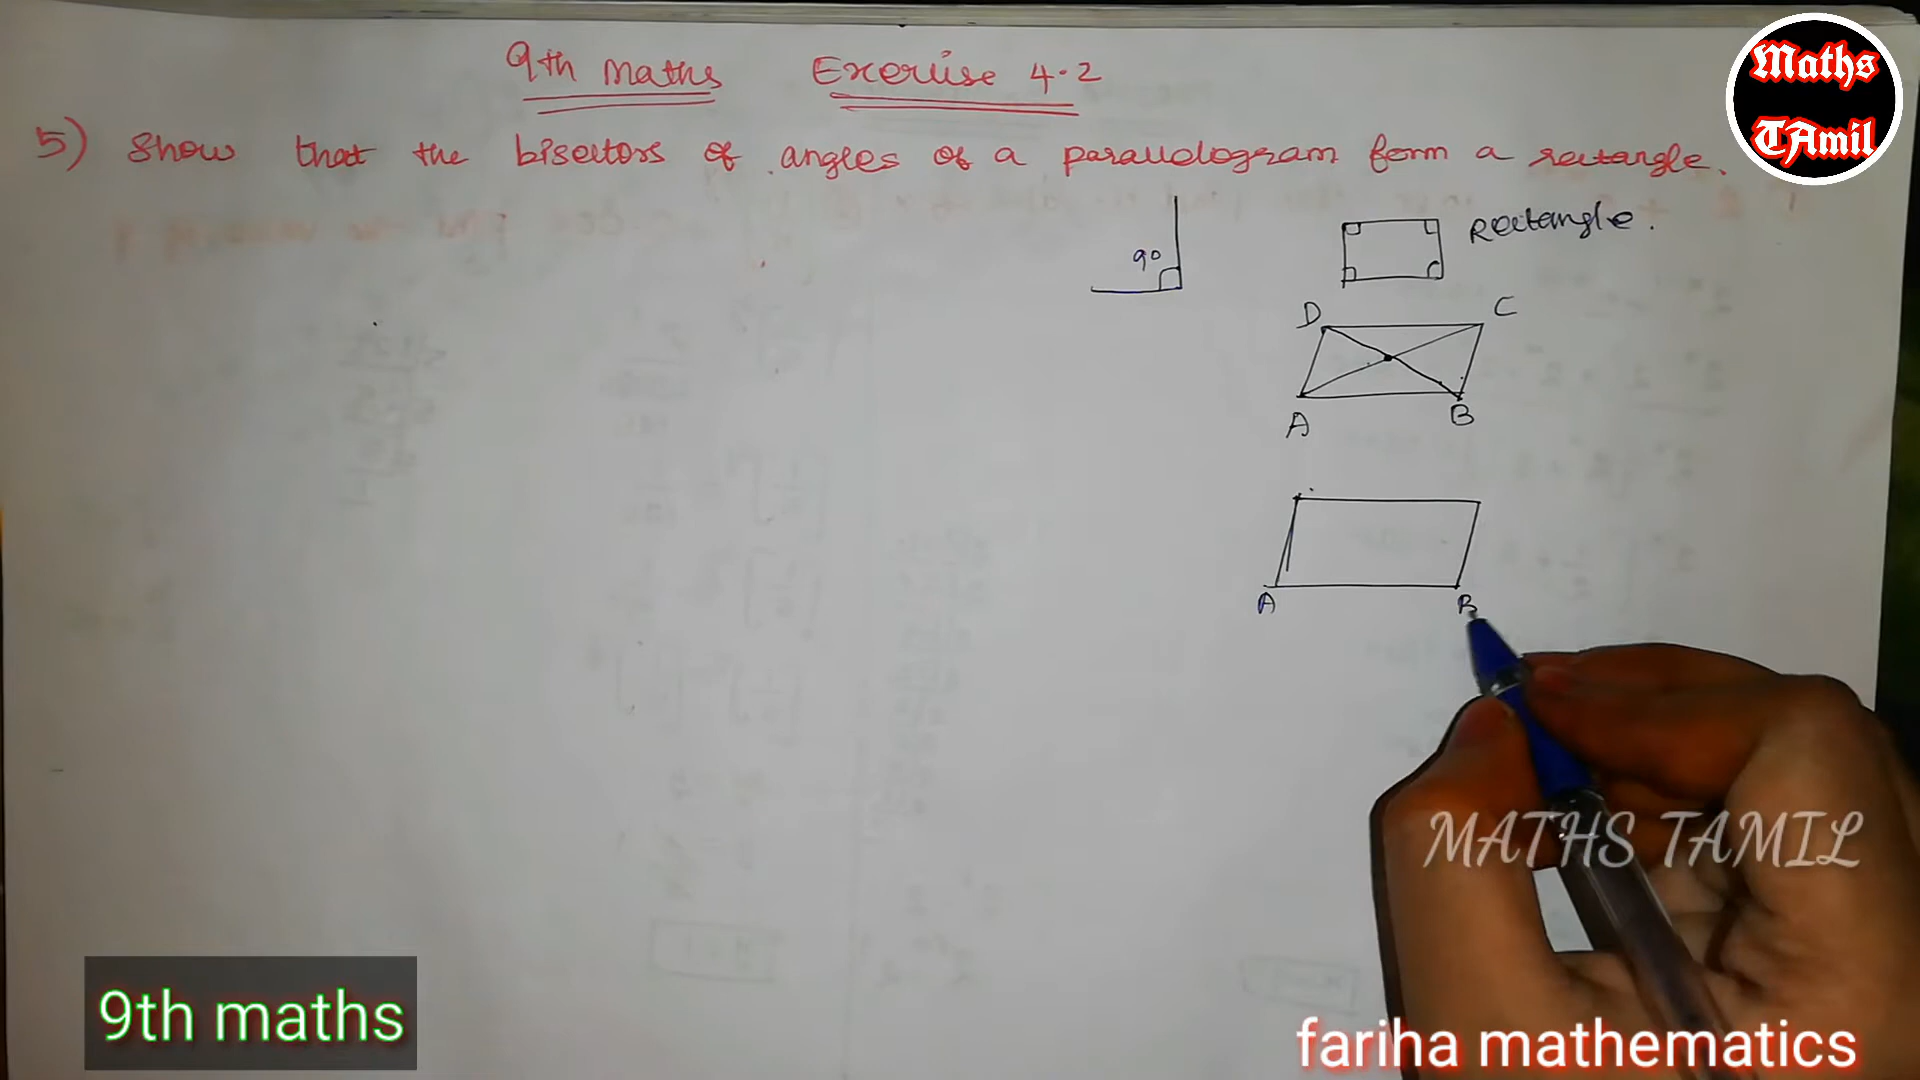 9th maths Exercise 4.2
Maths
TAmil
5) Show that the bisectors of angles of a parallelogram form a rectangle.
90
Rectangle.
D C
A B
A B
MATHS TAMIL
9th maths
fariha mathematics